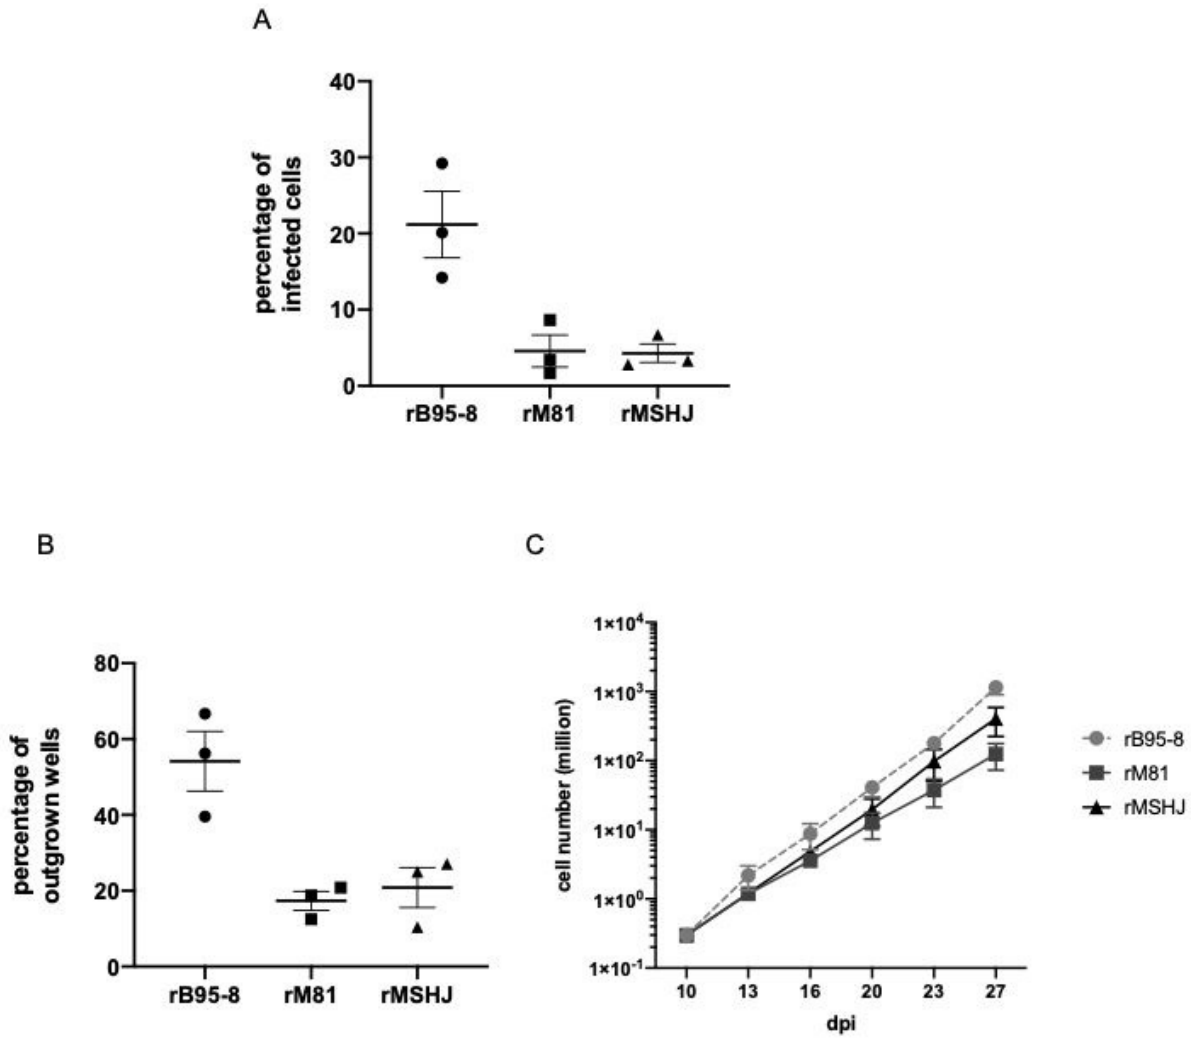 A
percentage of
infected cells
40
30
20
10
0
rB95-8
rM81
rMSHJ
B
percentage of
outgrown wells
80
60
40
20
0
rB95-8
rM81
rMSHJ
C
cell number (million)
1×10⁴
1×10³
1×10²
1×10¹
1×10⁰
1×10⁻¹
10
13
16
20
23
27
dpi
rB95-8
rM81
rMSHJ